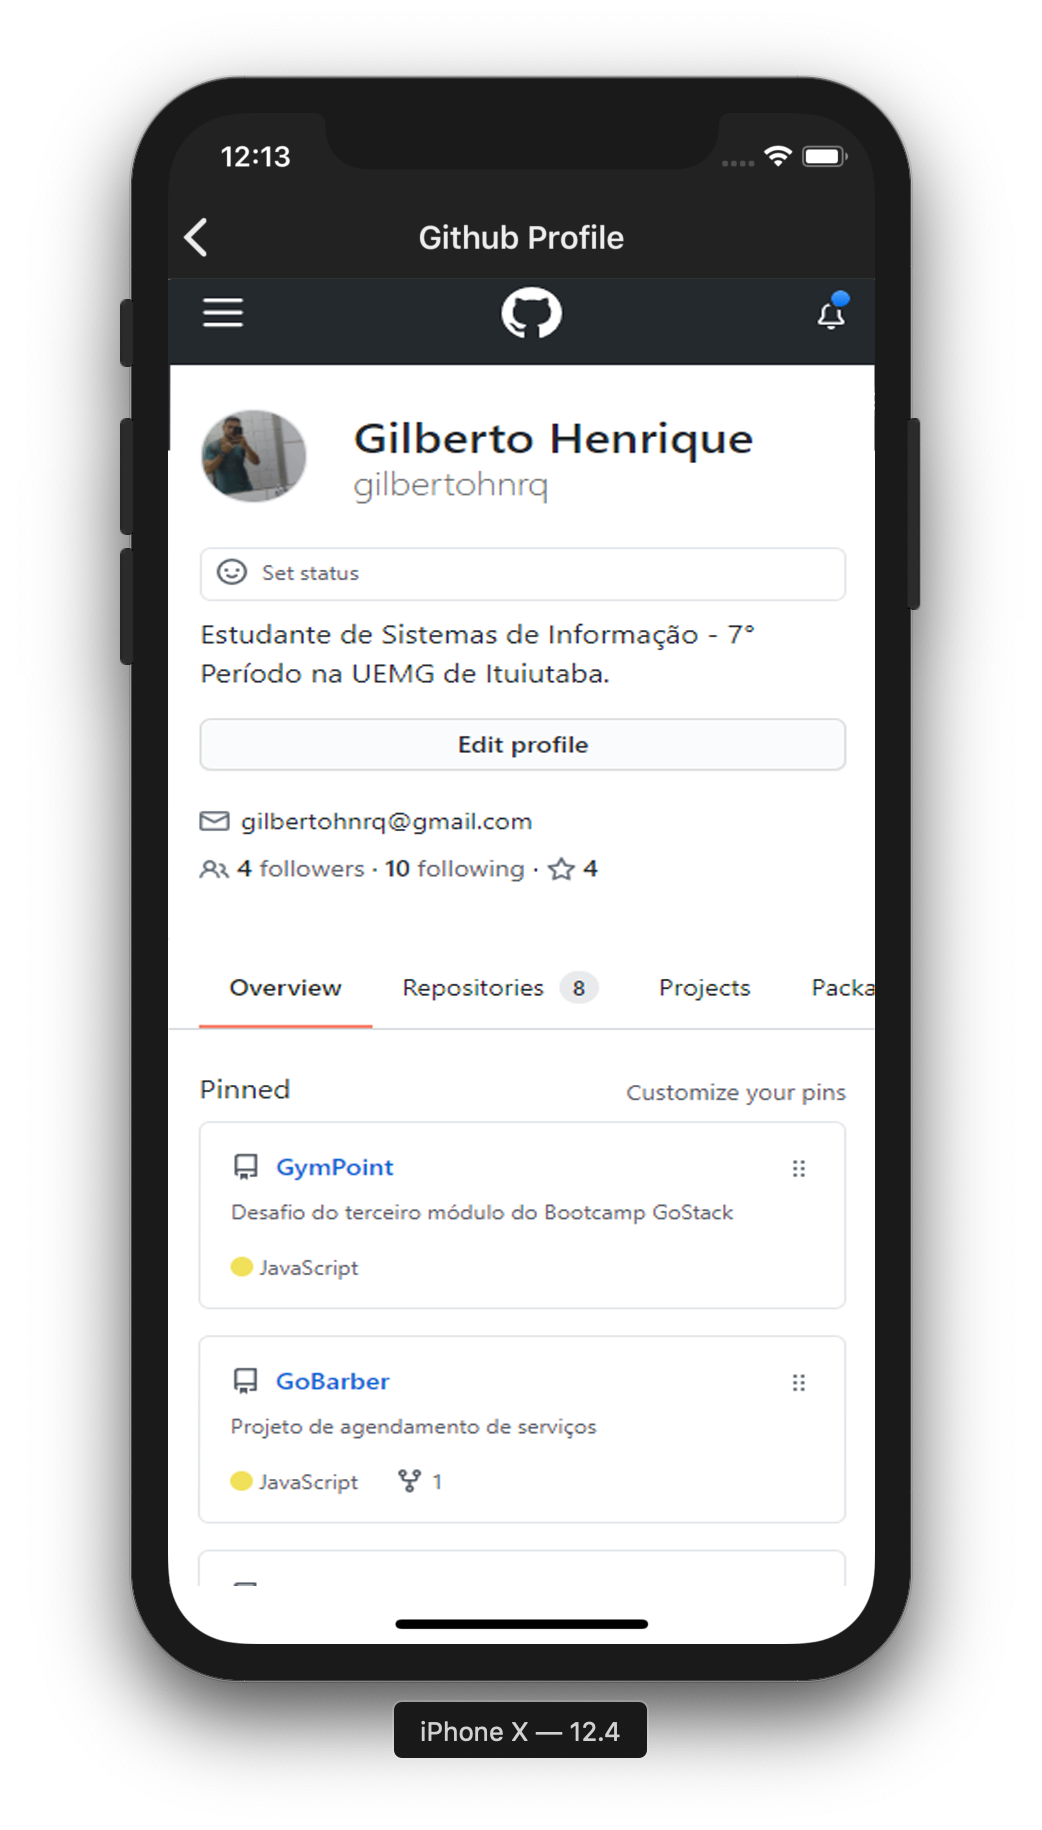 12:13
Github Profile
Gilberto Henrique
gilbertohnrq
Set status
Estudante de Sistemas de Informação - 7°
Período na UEMG de Ituiutaba.
Edit profile
gilbertohnrq@gmail.com
4 followers · 10 following · 4
Overview Repositories 8 Projects Packa
Pinned Customize your pins
GymPoint
Desafio do terceiro módulo do Bootcamp GoStack
JavaScript
GoBarber
Projeto de agendamento de serviços
JavaScript 1
iPhone X — 12.4